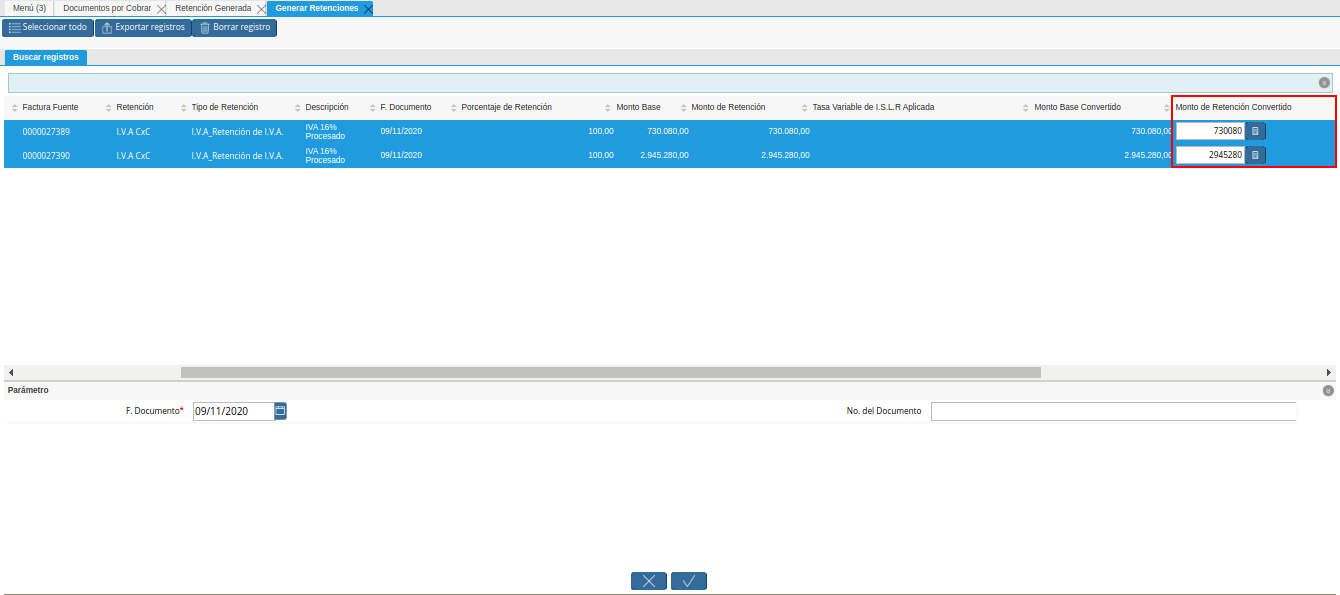 Menú (3) Documentos por Cobrar Retención Generada Generar Retenciones
Seleccionar todo Exportar registros Borrar registro
Buscar registros
Factura Fuente Retención Tipo de Retención Descripción F. Documento Porcentaje de Retención Monto Base Monto de Retención Tasa Variable de I.S.L.R Aplicada Monto Base Convertido Monto de Retención Convertido
0000027389 I.V.A CxC I.V.A_Retención de I.V.A. IVA 16% Procesado 09/11/2020 100,00 730.080,00 730.080,00 730.080,00 730080
0000027390 I.V.A CxC I.V.A_Retención de I.V.A. IVA 16% Procesado 09/11/2020 100,00 2.945.280,00 2.945.280,00 2.945.280,00 2945280
Parámetro
F. Documento* 09/11/2020 No. del Documento